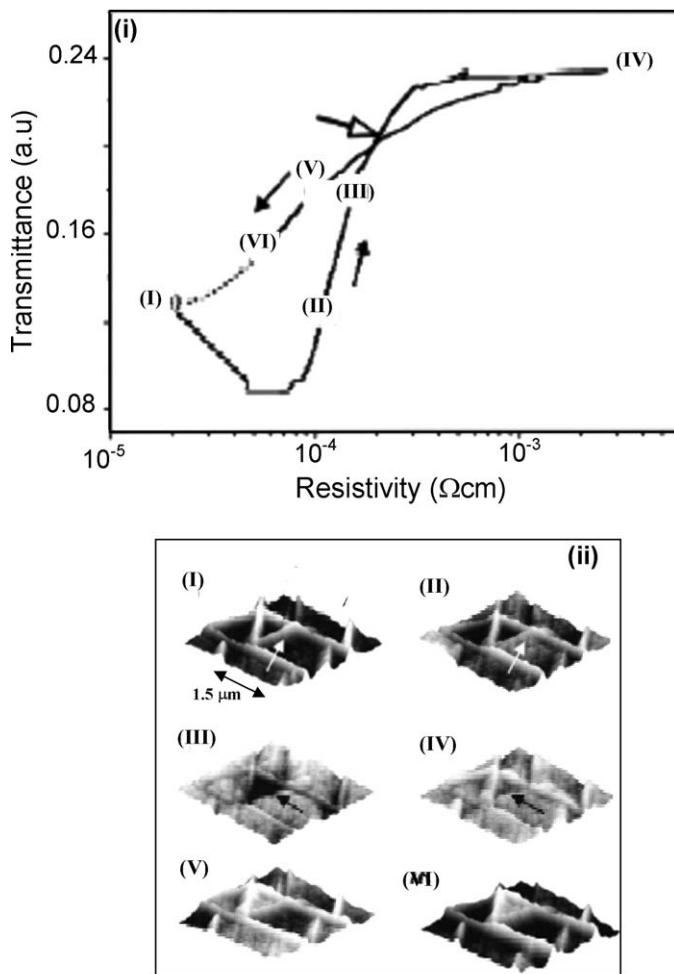 (i)
0.24
0.16
0.08
Transmittance (a.u)
(IV)
(V)
(III)
(VI)
(I)
(II)
10⁻⁵
10⁻⁴
10⁻³
Resistivity (Ωcm)
(ii)
(I)
(II)
1.5 μm
(III)
(IV)
(V)